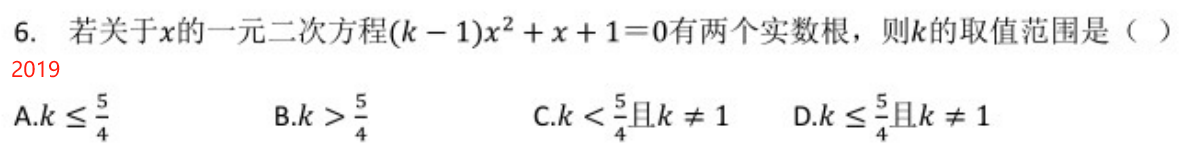 6. 若关于x的一元二次方程(k − 1)x² + x + 1=0有两个实数根，则k的取值范围是（ ）
2019
A.k ≤ 5/4 B.k > 5/4 C.k < 5/4且k ≠ 1 D.k ≤ 5/4且k ≠ 1